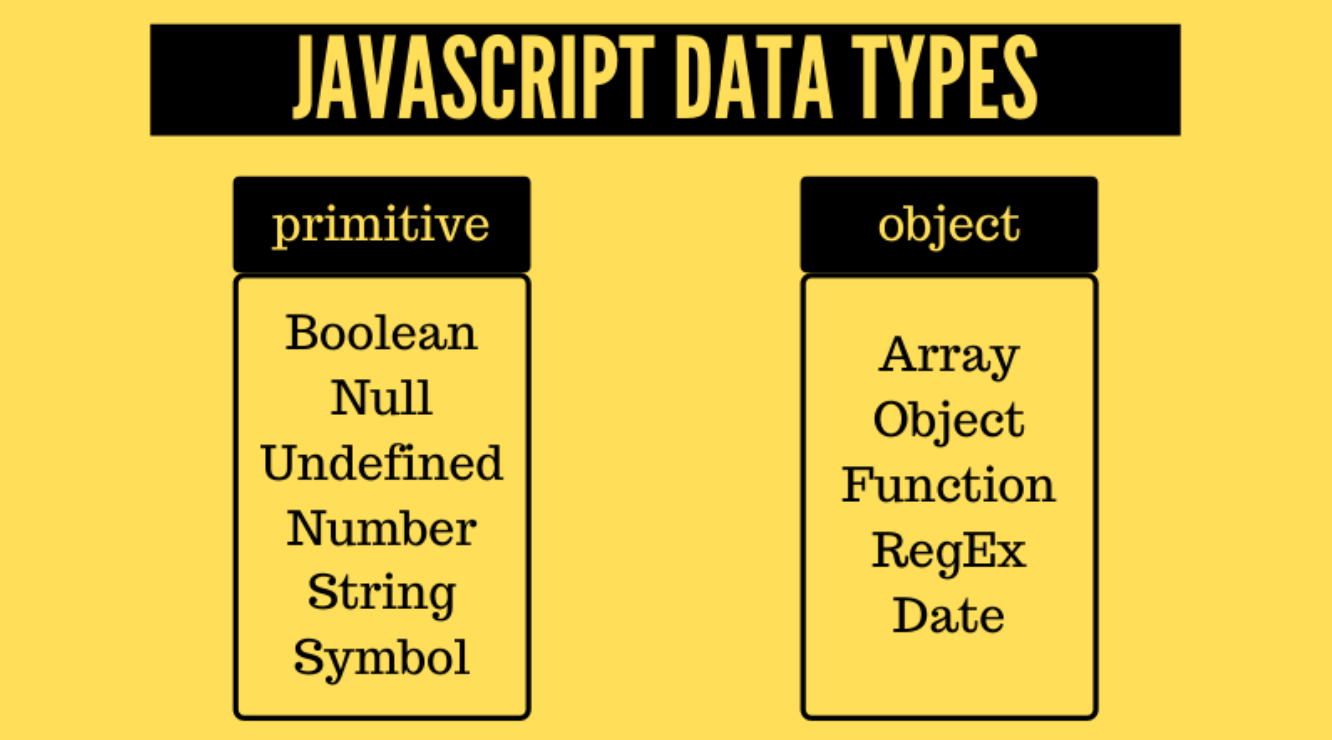 JAVASCRIPT DATA TYPES
primitive
Boolean
Null
Undefined
Number
String
Symbol
object
Array
Object
Function
RegEx
Date